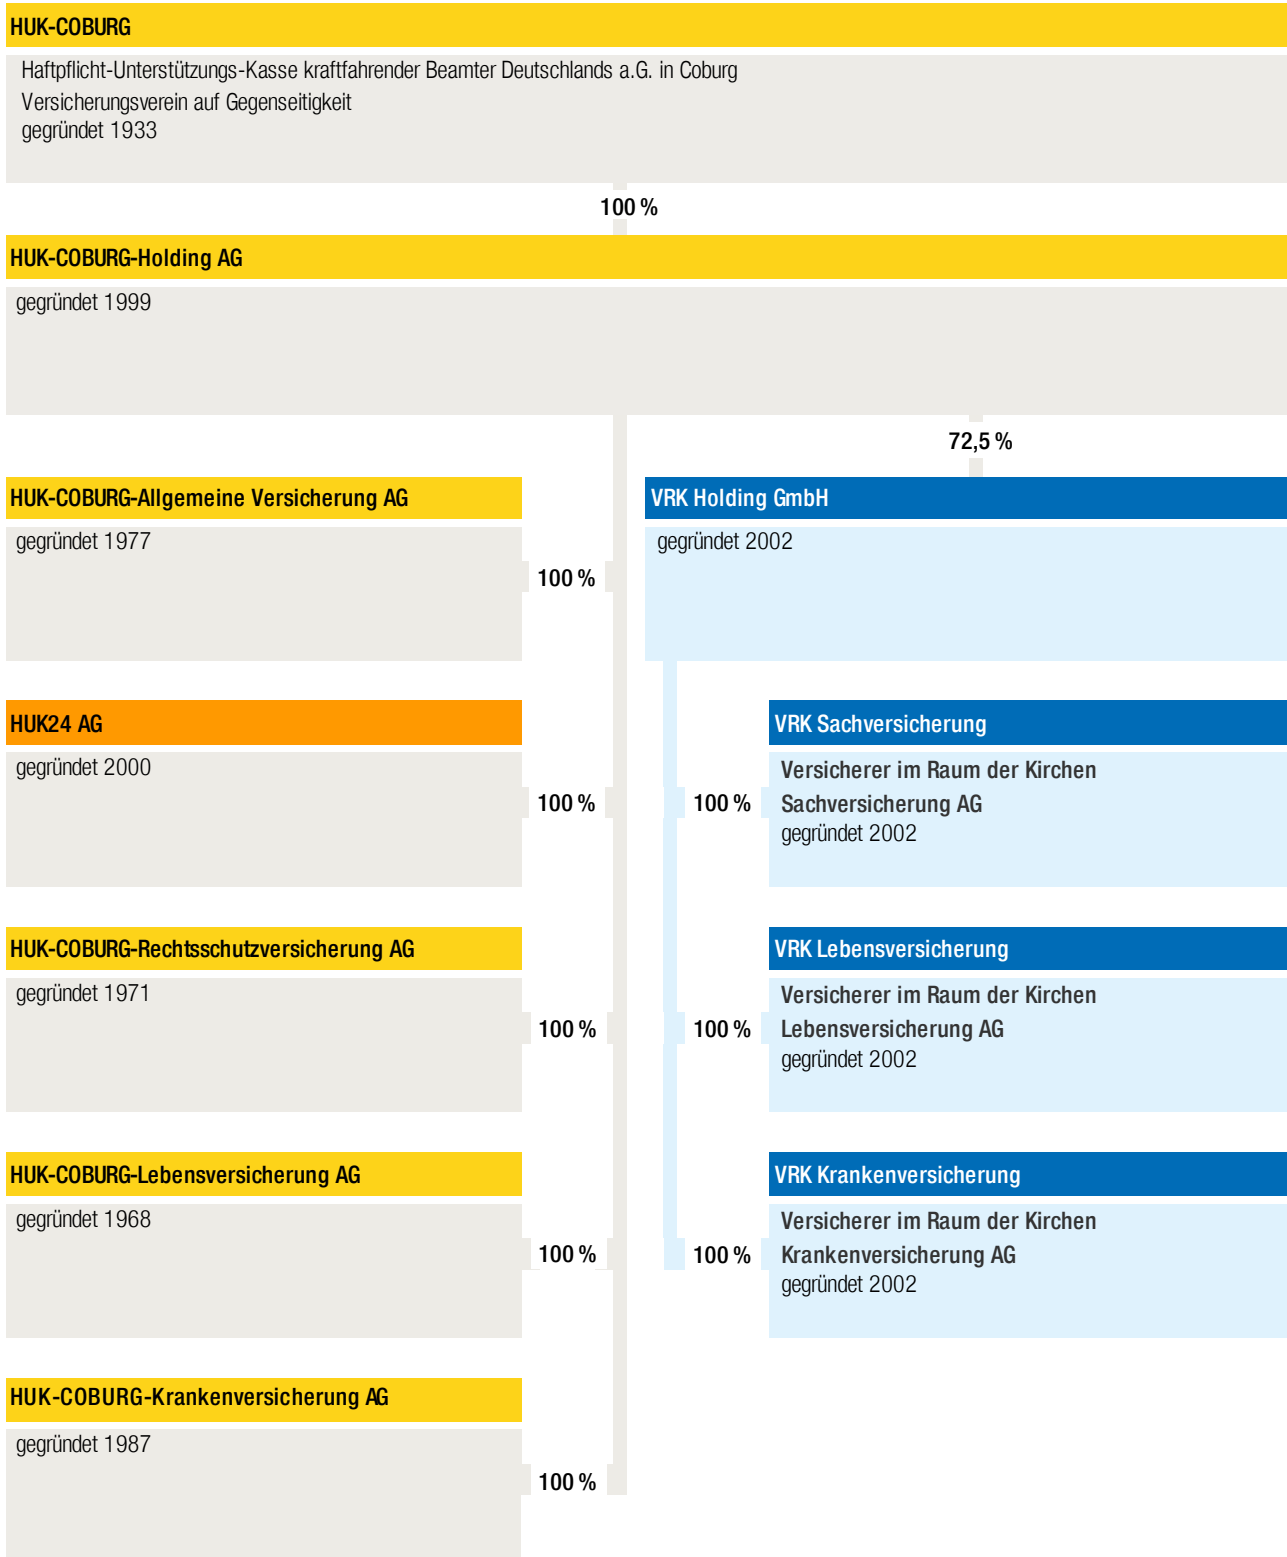 HUK-COBURG
Haftpflicht-Unterstützungs-Kasse kraftfahrender Beamter Deutschlands a.G. in Coburg
Versicherungsverein auf Gegenseitigkeit
gegründet 1933
100 %
HUK-COBURG-Holding AG
gegründet 1999
72,5 %
HUK-COBURG-Allgemeine Versicherung AG
gegründet 1977
100 %
VRK Holding GmbH
gegründet 2002
HUK24 AG
gegründet 2000
100 %
100 %
VRK Sachversicherung
Versicherer im Raum der Kirchen
Sachversicherung AG
gegründet 2002
HUK-COBURG-Rechtsschutzversicherung AG
gegründet 1971
100 %
100 %
VRK Lebensversicherung
Versicherer im Raum der Kirchen
Lebensversicherung AG
gegründet 2002
HUK-COBURG-Lebensversicherung AG
gegründet 1968
100 %
100 %
VRK Krankenversicherung
Versicherer im Raum der Kirchen
Krankenversicherung AG
gegründet 2002
HUK-COBURG-Krankenversicherung AG
gegründet 1987
100 %